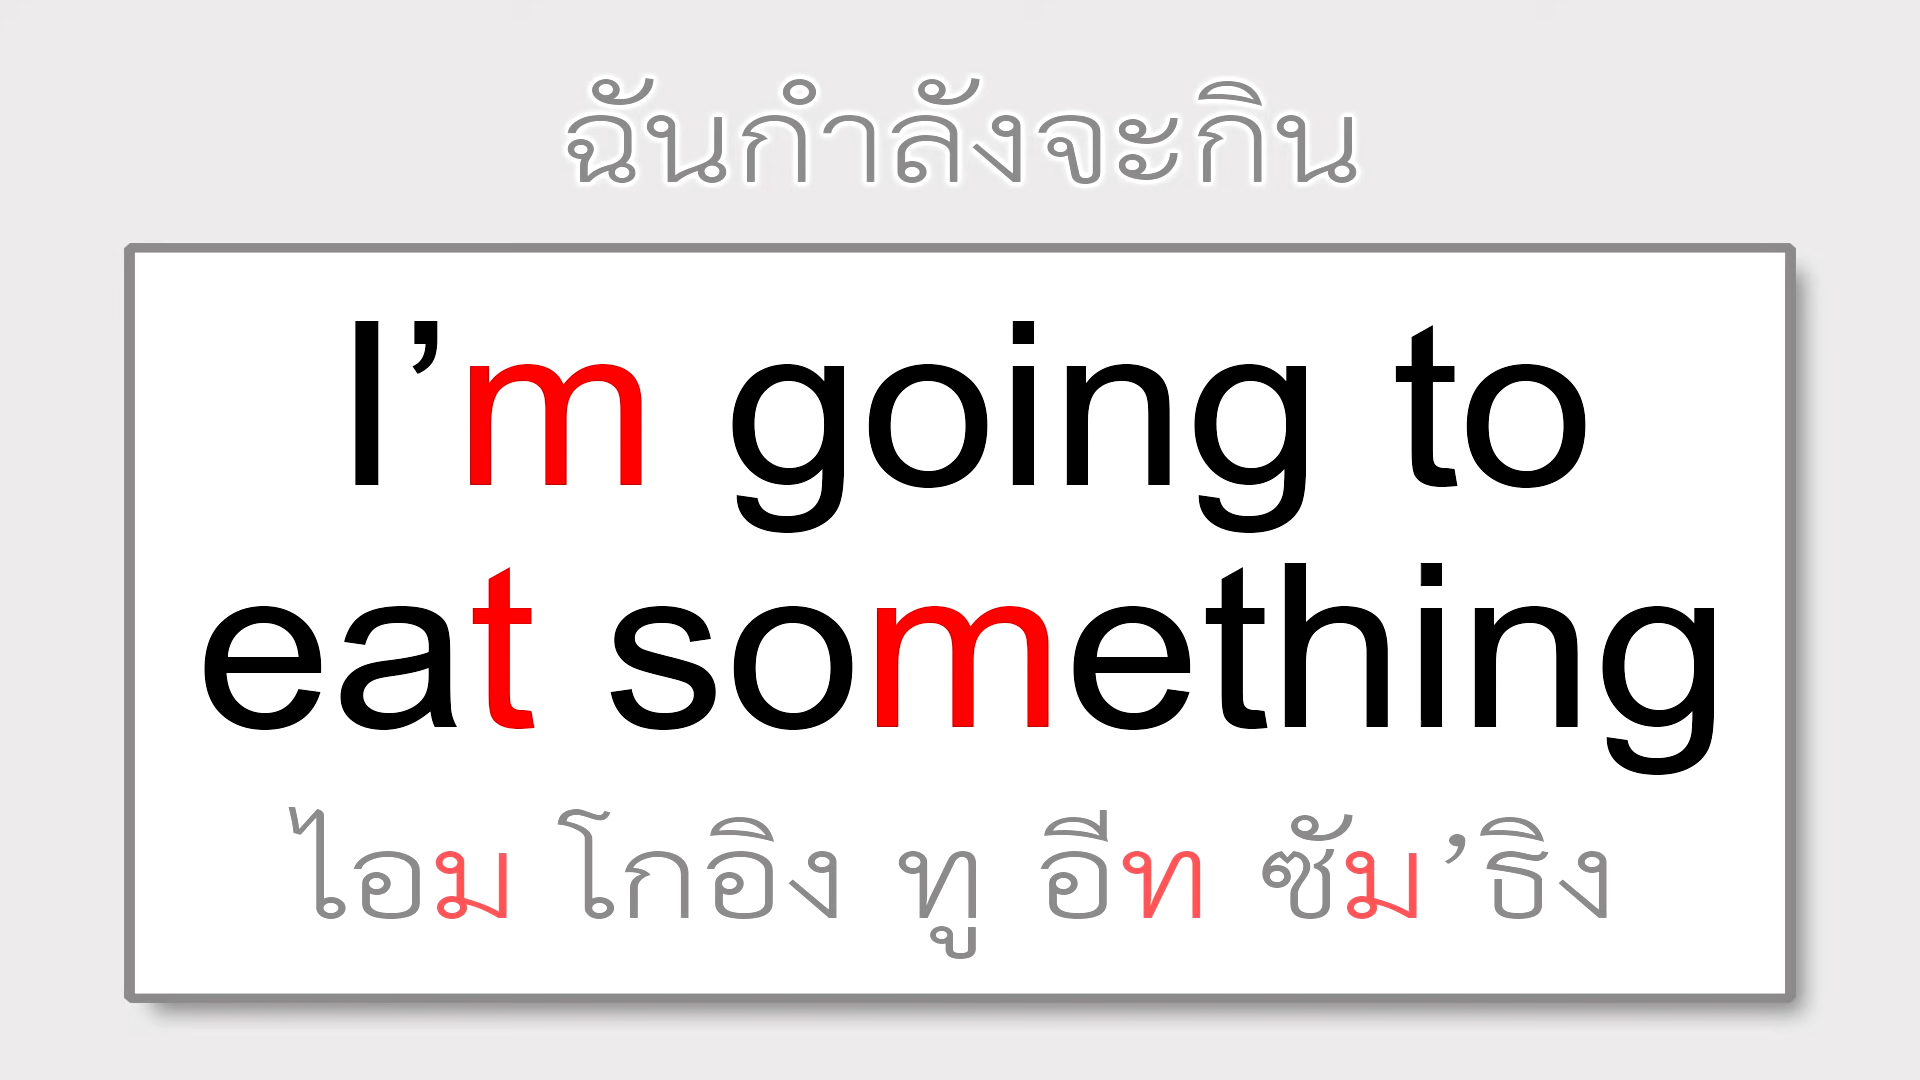 ฉันกำลังจะกิน
I’m going to
eat something
ไอม โกอิง ทู อีท ซัม’ธิง